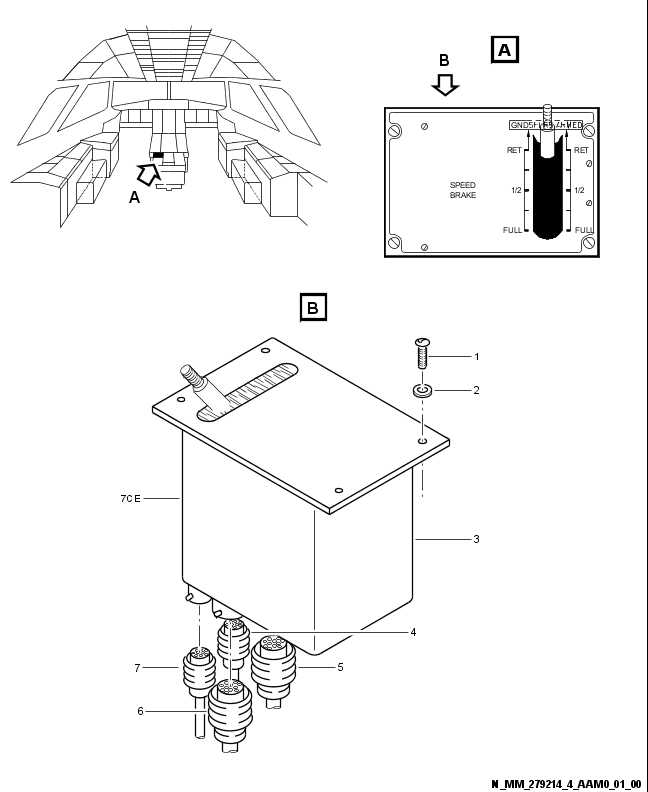 A
B
A
GND SPLRS ARMED
RET
RET
SPEED
BRAKE
1/2
1/2
FULL
FULL
B
1
2
7CE
3
4
7
5
6
N_MM_279214_4_AAM0_01_00